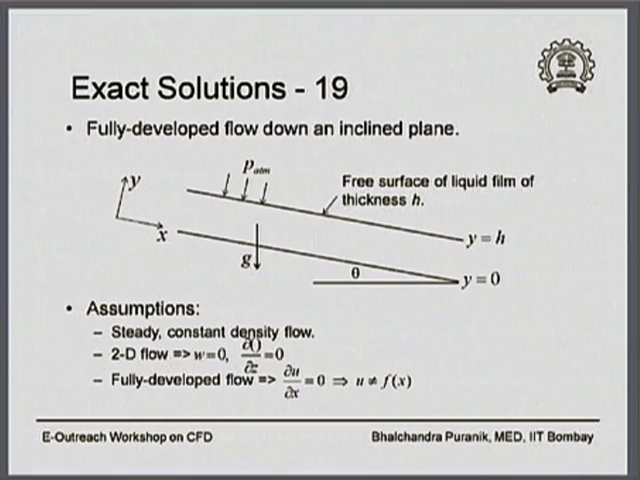 Exact Solutions - 19
• Fully-developed flow down an inclined plane.
y
x
p_atm
Free surface of liquid film of
thickness h.
y = h
g
θ
y = 0
• Assumptions:
– Steady, constant density flow.
– 2-D flow => w=0, ∂()/∂z=0
– Fully-developed flow => ∂u/∂x = 0 ⇒ u ≠ f(x)
E-Outreach Workshop on CFD
Bhalchandra Puranik, MED, IIT Bombay